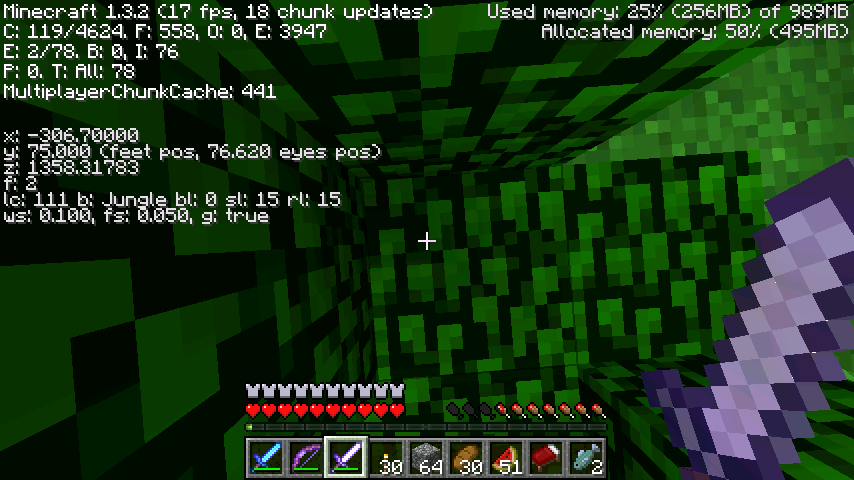 Minecraft 1.3.2 (17 fps, 18 chunk updates)
C: 119/4624. F: 558, O: 0, E: 3947
E: 2/78. B: 0, I: 76
P: 0. T: All: 78
MultiplayerChunkCache: 441
Used memory: 25% (256MB) of 989MB
Allocated memory: 50% (495MB)
x: -306.70000
y: 75.000 (feet pos, 76.620 eyes pos)
z: 1358.31783
f: 2
lc: 111 b: Jungle bl: 0 sl: 15 rl: 15
ws: 0.100, fs: 0.050, g: true
30 64 30 51 2